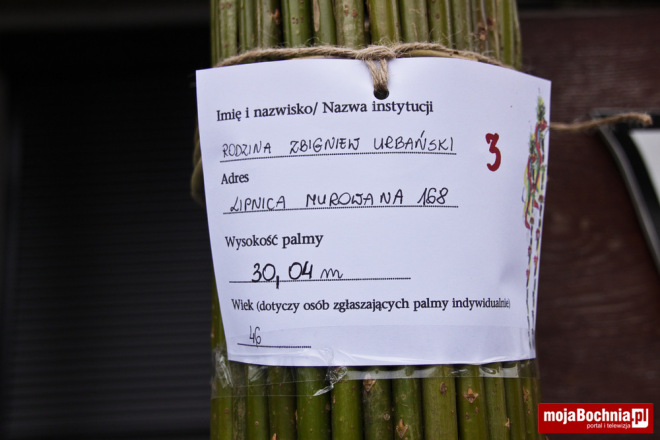 Imię i nazwisko/ Nazwa instytucji
RODZINA ZBIGNIEW URBAŃSKI
3
Adres
LIPNICA MUROWANA 168
Wysokość palmy
30,04 m
Wiek (dotyczy osób zgłaszających palmy indywidualnie)
46
mojaBochnia.pl
portal i telewizja